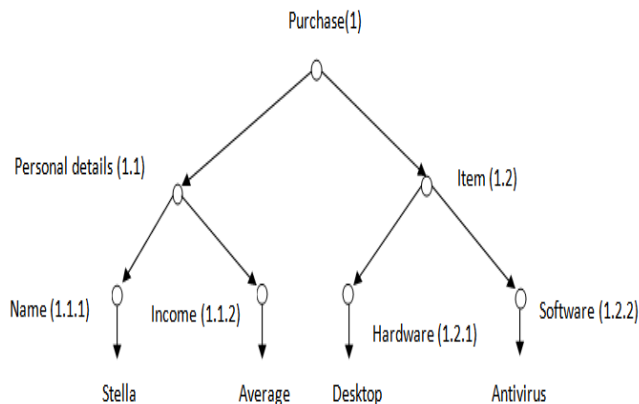 Purchase(1)
Personal details (1.1)
Item (1.2)
Name (1.1.1)
Income (1.1.2)
Hardware (1.2.1)
Software (1.2.2)
Stella
Average
Desktop
Antivirus